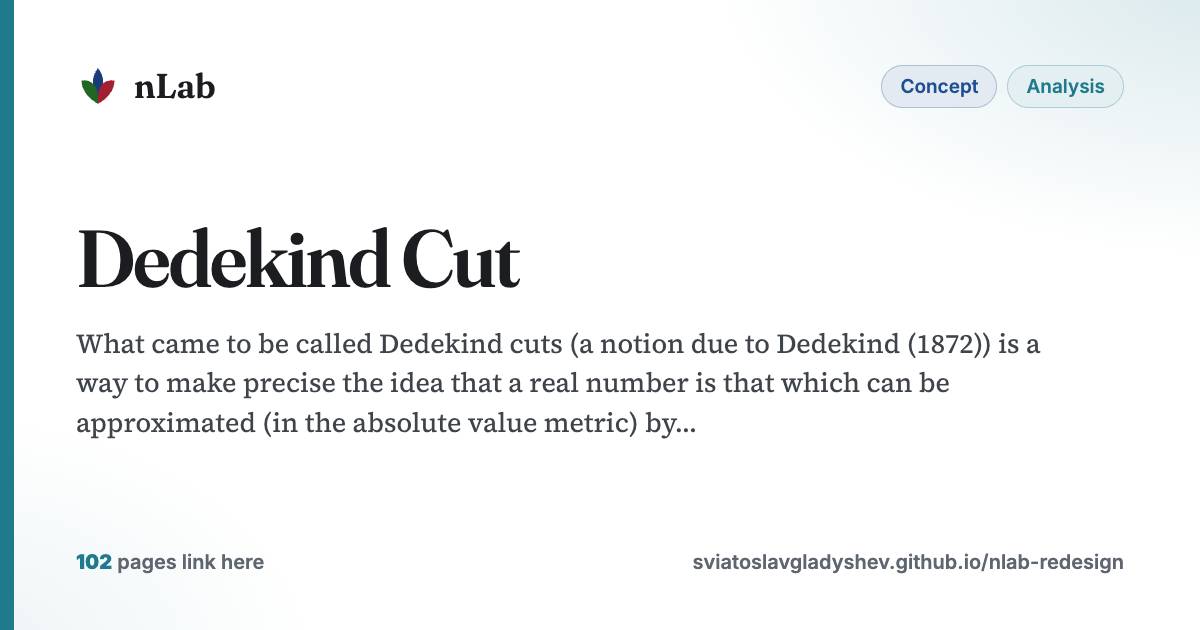 nLab
Concept
Analysis
Dedekind Cut
What came to be called Dedekind cuts (a notion due to Dedekind (1872)) is a
way to make precise the idea that a real number is that which can be
approximated (in the absolute value metric) by...
102 pages link here
sviatoslavgladyshev.github.io/nlab-redesign